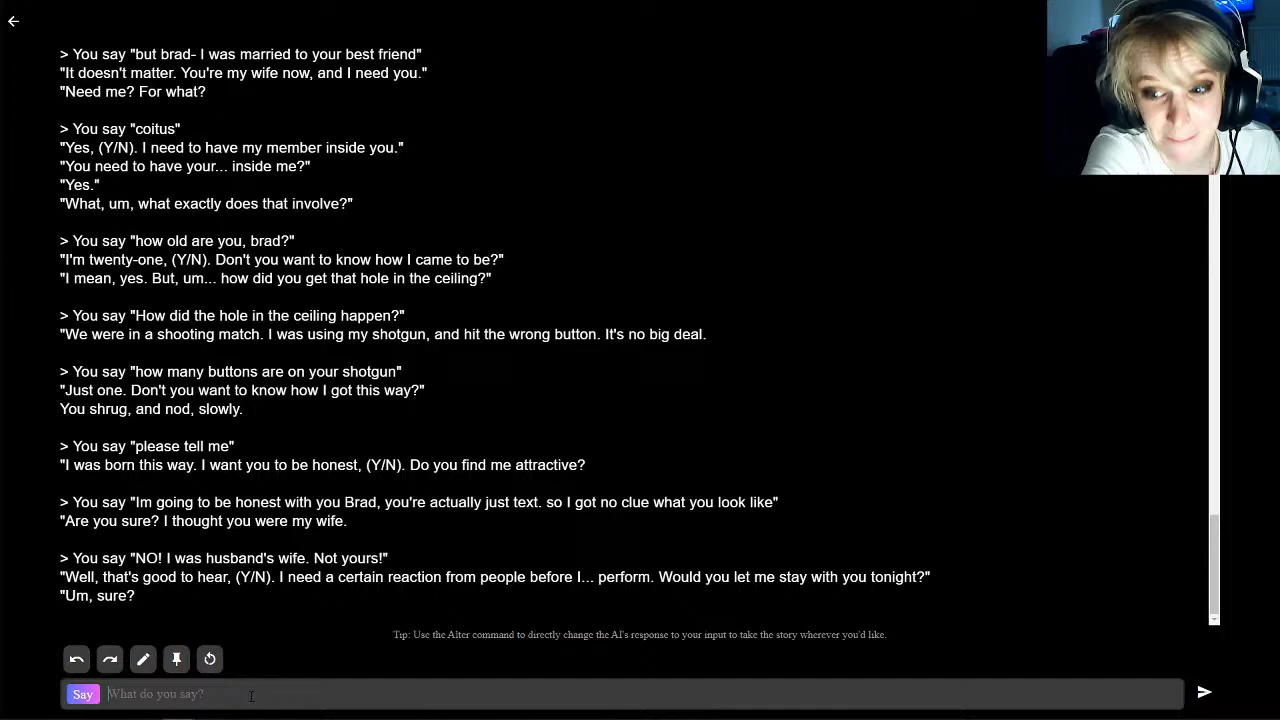 > You say "but brad- I was married to your best friend"
"It doesn't matter. You're my wife now, and I need you."
"Need me? For what?
> You say "coitus"
"Yes, (Y/N). I need to have my member inside you."
"You need to have your... inside me?"
"Yes."
"What, um, what exactly does that involve?"
> You say "how old are you, brad?"
"I'm twenty-one, (Y/N). Don't you want to know how I came to be?"
"I mean, yes. But, um... how did you get that hole in the ceiling?"
> You say "How did the hole in the ceiling happen?"
"We were in a shooting match. I was using my shotgun, and hit the wrong button. It's no big deal.
> You say "how many buttons are on your shotgun"
"Just one. Don't you want to know how I got this way?"
You shrug, and nod, slowly.
> You say "please tell me"
"I was born this way. I want you to be honest, (Y/N). Do you find me attractive?
> You say "Im going to be honest with you Brad, you're actually just text. so I got no clue what you look like"
"Are you sure? I thought you were my wife.
> You say "NO! I was husband's wife. Not yours!"
"Well, that's good to hear, (Y/N). I need a certain reaction from people before I... perform. Would you let me stay with you tonight?"
"Um, sure?
Tip: Use the Alter command to directly change the AI's response to your input to take the story wherever you'd like.
Say What do you say?